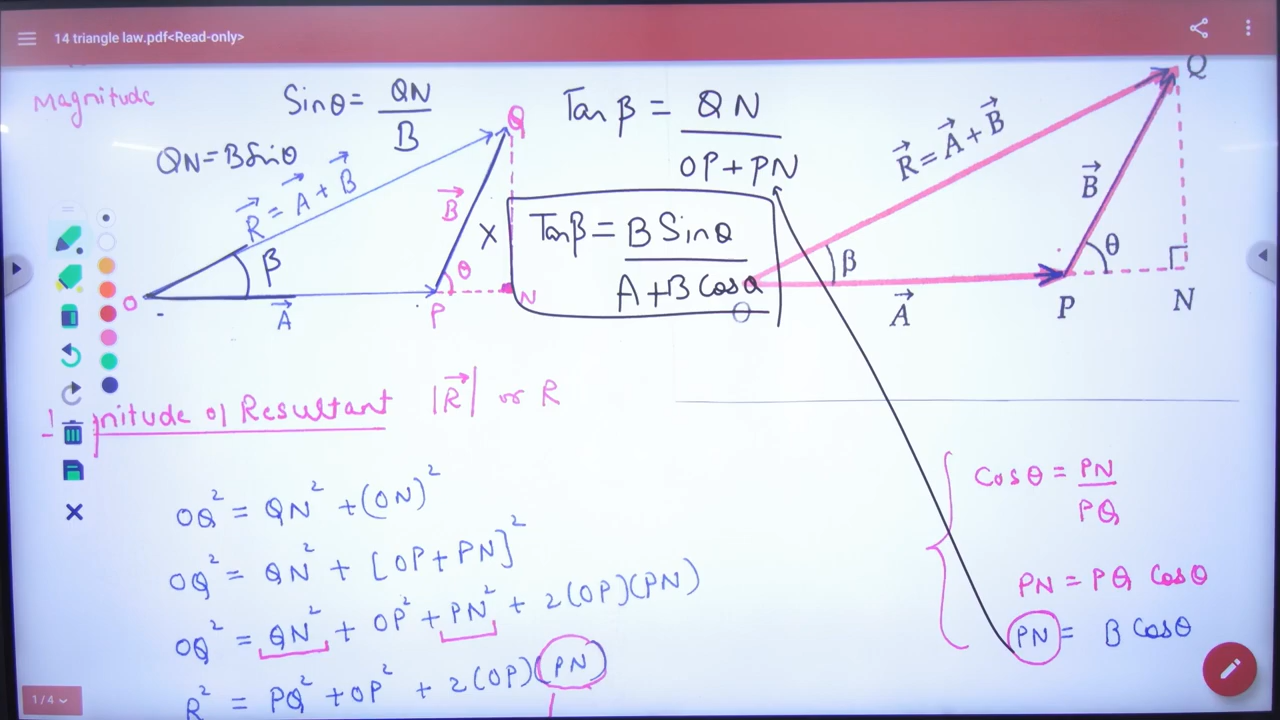 14 triangle law.pdf<Read-only>
Magnitude
Sinθ = QN/B
QN = B Sinθ
R⃗ = A⃗ + B⃗
Q
B⃗
X
β
θ
O
A⃗
P
N
Tan β = QN/OP + PN
Tanβ = B Sinθ/A + B Cosθ
Q
R⃗ = A⃗ + B⃗
B⃗
β
θ
A⃗
P
N
gnitude of Resultant |R⃗| or R
OQ² = QN² + (ON)²
OQ² = QN² + [OP + PN]²
OQ² = QN² + OP² + PN² + 2(OP)(PN)
R² = PQ² + OP² + 2(OP)(PN)
Cosθ = PN/PQ
PN = PQ Cosθ
PN = B Cosθ
1/4